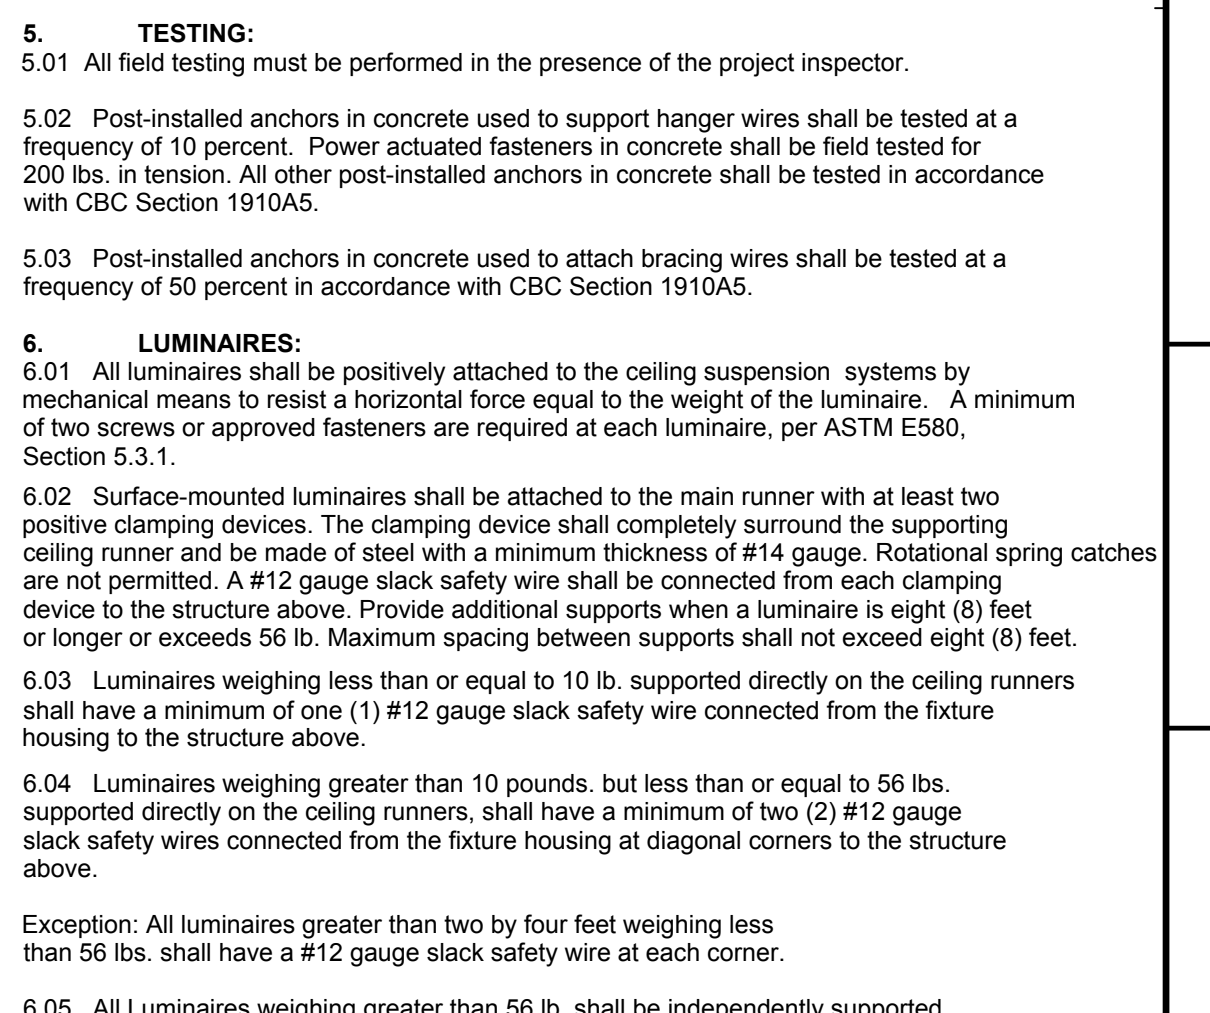 5. TESTING:
5.01 All field testing must be performed in the presence of the project inspector.
5.02 Post-installed anchors in concrete used to support hanger wires shall be tested at a
frequency of 10 percent. Power actuated fasteners in concrete shall be field tested for
200 lbs. in tension. All other post-installed anchors in concrete shall be tested in accordance
with CBC Section 1910A5.
5.03 Post-installed anchors in concrete used to attach bracing wires shall be tested at a
frequency of 50 percent in accordance with CBC Section 1910A5.
6. LUMINAIRES:
6.01 All luminaires shall be positively attached to the ceiling suspension systems by
mechanical means to resist a horizontal force equal to the weight of the luminaire. A minimum
of two screws or approved fasteners are required at each luminaire, per ASTM E580,
Section 5.3.1.
6.02 Surface-mounted luminaires shall be attached to the main runner with at least two
positive clamping devices. The clamping device shall completely surround the supporting
ceiling runner and be made of steel with a minimum thickness of #14 gauge. Rotational spring catches
are not permitted. A #12 gauge slack safety wire shall be connected from each clamping
device to the structure above. Provide additional supports when a luminaire is eight (8) feet
or longer or exceeds 56 lb. Maximum spacing between supports shall not exceed eight (8) feet.
6.03 Luminaires weighing less than or equal to 10 lb. supported directly on the ceiling runners
shall have a minimum of one (1) #12 gauge slack safety wire connected from the fixture
housing to the structure above.
6.04 Luminaires weighing greater than 10 pounds. but less than or equal to 56 lbs.
supported directly on the ceiling runners, shall have a minimum of two (2) #12 gauge
slack safety wires connected from the fixture housing at diagonal corners to the structure
above.
Exception: All luminaires greater than two by four feet weighing less
than 56 lbs. shall have a #12 gauge slack safety wire at each corner.
6.05 All Luminaires weighing greater than 56 lb. shall be independently supported